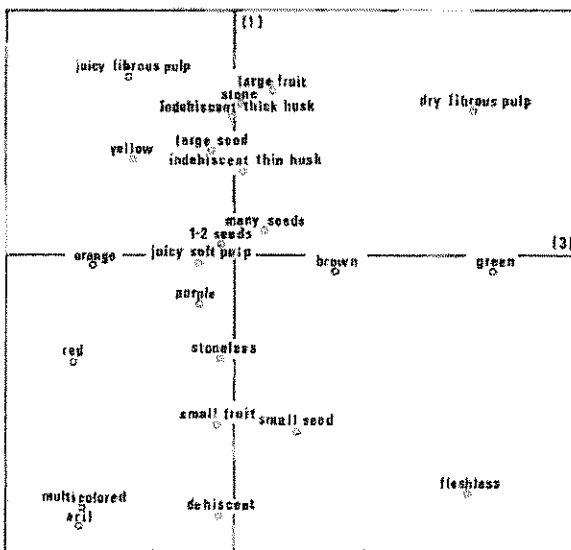 [1]
juicy fibrous pulp
large fruit
stone
indehiscent thick husk
dry fibrous pulp
large seed
yellow
indehiscent thin husk
many seeds
1-2 seeds
[3]
orange
juicy soft pulp
brown
green
purple
red
stoneless
small fruit
small seed
fleshless
multicolored
aril
dehiscent